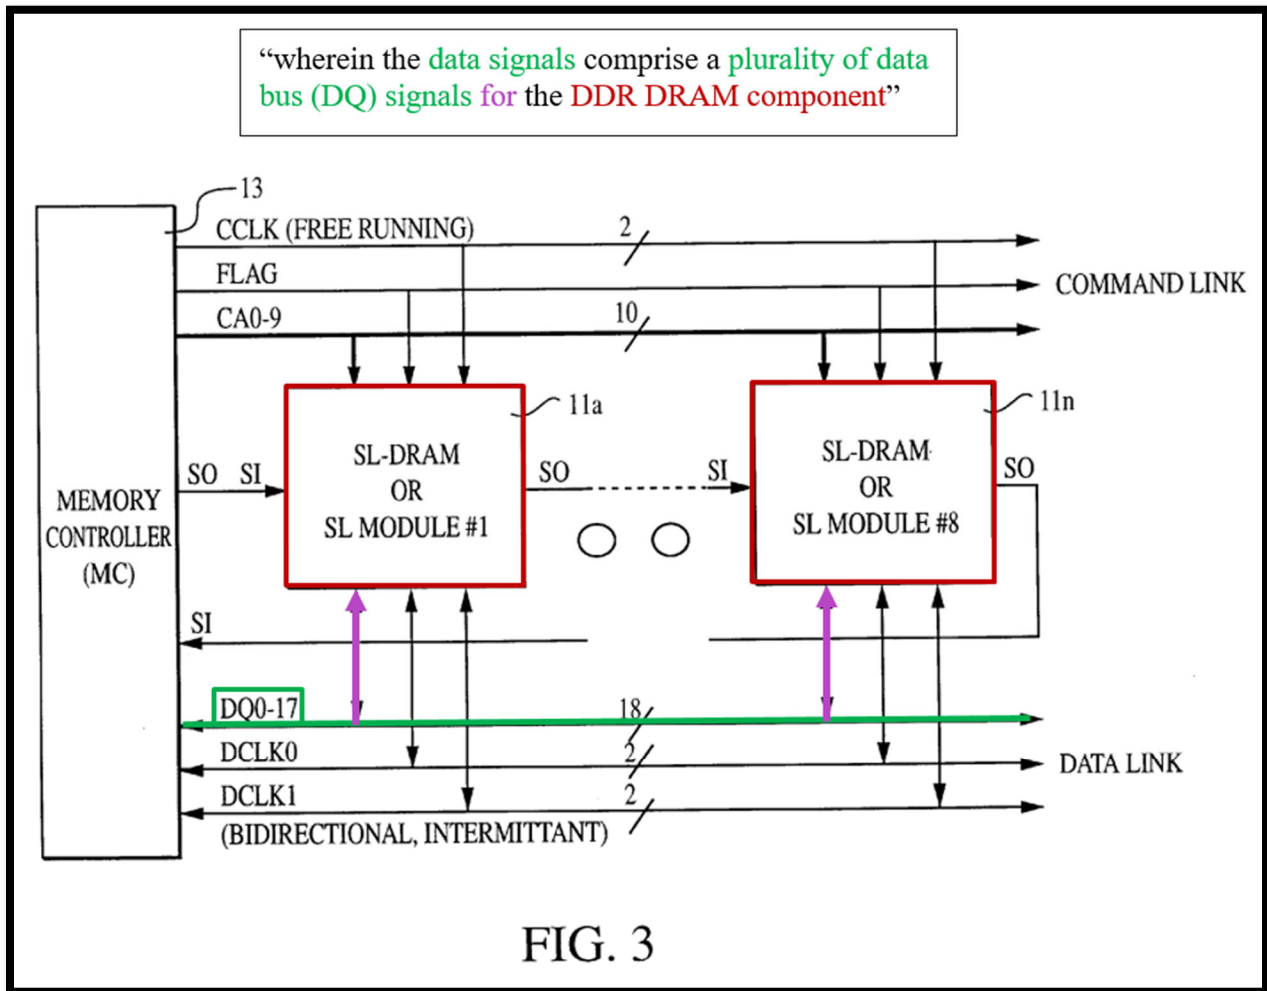 “wherein the data signals comprise a plurality of data
bus (DQ) signals for the DDR DRAM component”
13
CCLK (FREE RUNNING)
2
FLAG
COMMAND LINK
CA0-9
10
11a
11n
SL-DRAM
OR
SL MODULE #1
SL-DRAM
OR
SL MODULE #8
SO
SI
SO
SI
SO
MEMORY
CONTROLLER
(MC)
SI
DQ0-17
18
DCLK0
2
DATA LINK
DCLK1
2
(BIDIRECTIONAL, INTERMITTANT)
FIG. 3